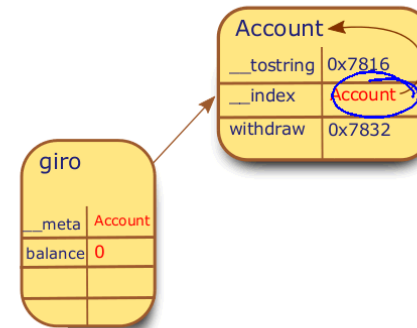 Account
__tostring 0x7816
__index Account
withdraw 0x7832
giro
__meta Account
balance 0